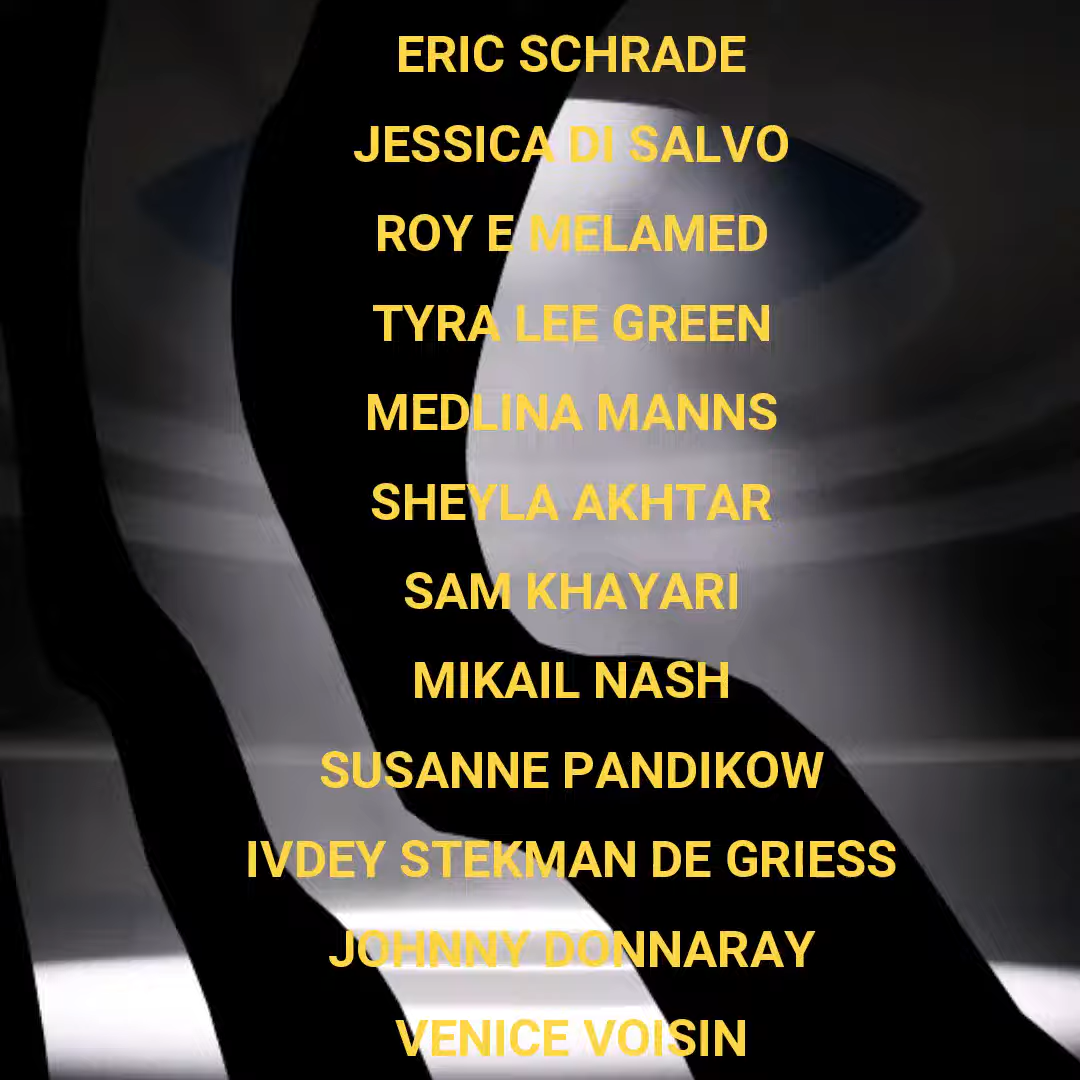 ERIC SCHRADE
JESSICA DI SALVO
ROY E MELAMED
TYRA LEE GREEN
MEDLINA MANNS
SHEYLA AKHTAR
SAM KHAYARI
MIKAIL NASH
SUSANNE PANDIKOW
IVDEY STEKMAN DE GRIESS
JOHNNY DONNARAY
VENICE VOISIN